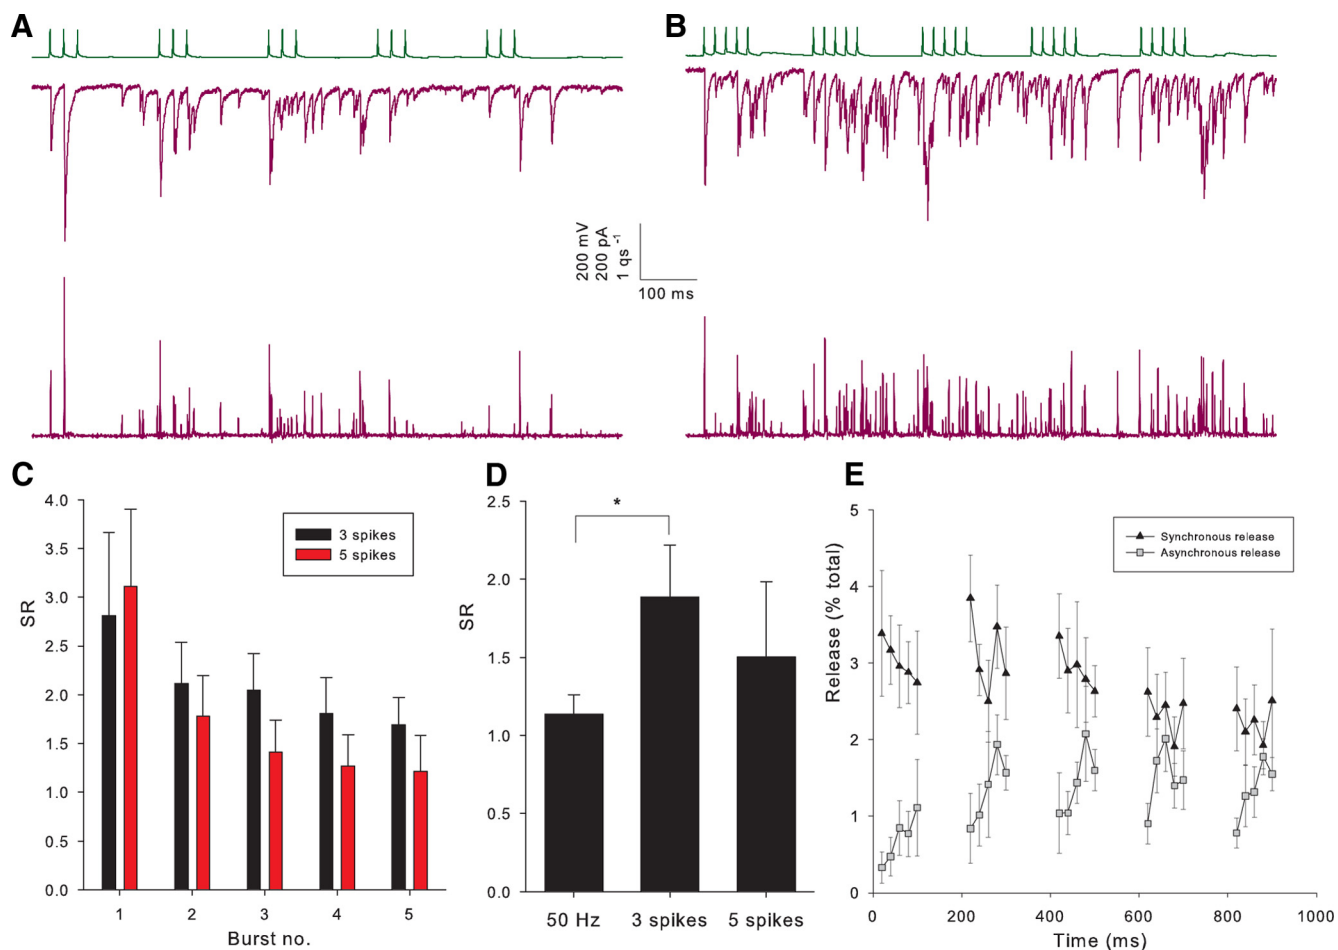 A
B
200 mV
200 pA
1 qs⁻¹
100 ms
C
SR
4.0
3.5
3.0
2.5
2.0
1.5
1.0
0.5
0.0
3 spikes
5 spikes
1 2 3 4 5
Burst no.
D
SR
2.5
2.0
1.5
1.0
0.5
0.0
*
50 Hz 3 spikes 5 spikes
E
Release (% total)
5
4
3
2
1
0
Synchronous release
Asynchronous release
0 200 400 600 800 1000
Time (ms)